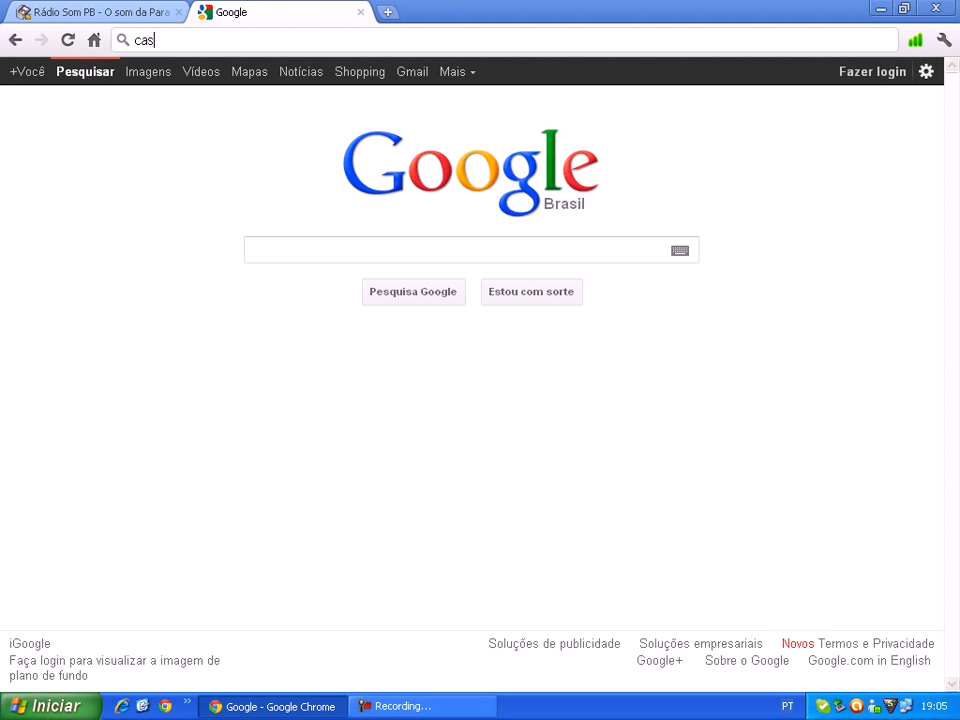 Rádio Som PB - O som da Para
Google
cas
+Você Pesquisar Imagens Vídeos Mapas Notícias Shopping Gmail Mais Fazer login
Google
Brasil
Pesquisa Google Estou com sorte
iGoogle Soluções de publicidade Soluções empresariais Novos Termos e Privacidade
Faça login para visualizar a imagem de plano de fundo
Google+ Sobre o Google Google.com in English
Iniciar Google - Google Chrome Recording... PT 19:05